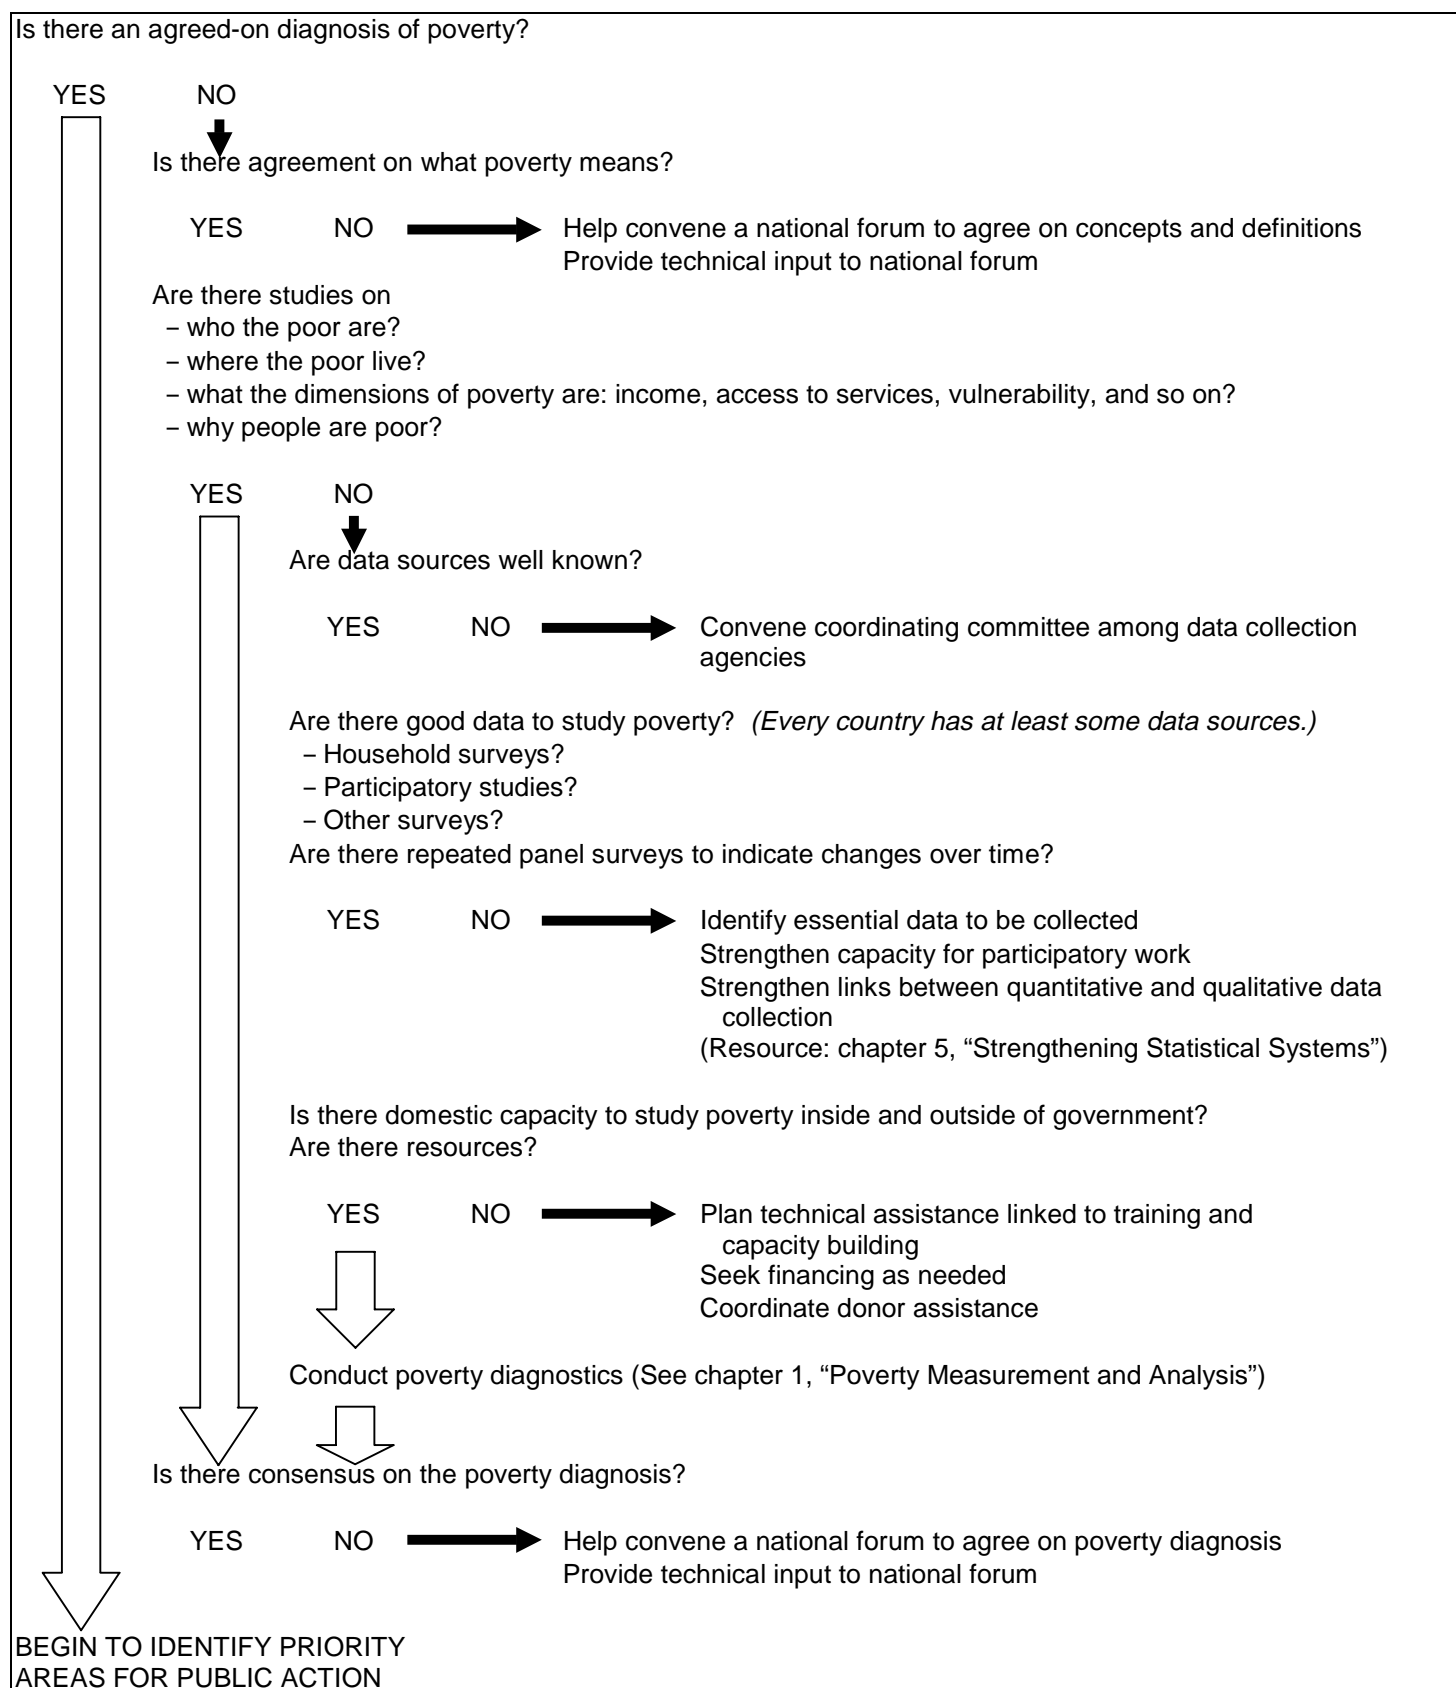 Is there an agreed-on diagnosis of poverty?
YES NO
Is there agreement on what poverty means?
YES NO Help convene a national forum to agree on concepts and definitions
Provide technical input to national forum
Are there studies on
– who the poor are?
– where the poor live?
– what the dimensions of poverty are: income, access to services, vulnerability, and so on?
– why people are poor?
YES NO
Are data sources well known?
YES NO Convene coordinating committee among data collection
agencies
Are there good data to study poverty? (Every country has at least some data sources.)
– Household surveys?
– Participatory studies?
– Other surveys?
Are there repeated panel surveys to indicate changes over time?
YES NO Identify essential data to be collected
Strengthen capacity for participatory work
Strengthen links between quantitative and qualitative data
collection
(Resource: chapter 5, “Strengthening Statistical Systems”)
Is there domestic capacity to study poverty inside and outside of government?
Are there resources?
YES NO Plan technical assistance linked to training and
capacity building
Seek financing as needed
Coordinate donor assistance
Conduct poverty diagnostics (See chapter 1, “Poverty Measurement and Analysis”)
Is there consensus on the poverty diagnosis?
YES NO Help convene a national forum to agree on poverty diagnosis
Provide technical input to national forum
BEGIN TO IDENTIFY PRIORITY
AREAS FOR PUBLIC ACTION